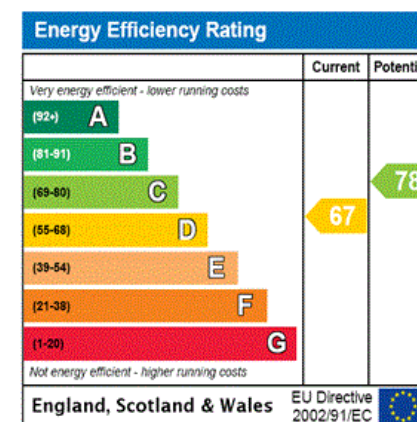 Energy Efficiency Rating
Current Potenti
Very energy efficient - lower running costs
(92+) A
(81-91) B
(69-80) C
78
(55-68) D
67
(39-54) E
(21-38) F
(1-20) G
Not energy efficient - higher running costs
England, Scotland & Wales
EU Directive
2002/91/EC